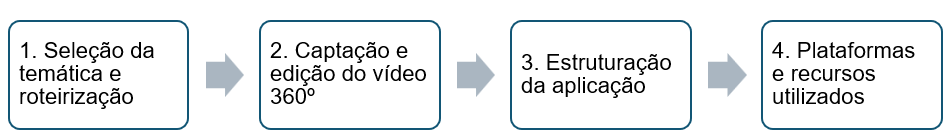 1. Seleção da
temática e
roteirização
2. Captação e
edição do vídeo
360º
3. Estruturação
da aplicação
4. Plataformas
e recursos
utilizados